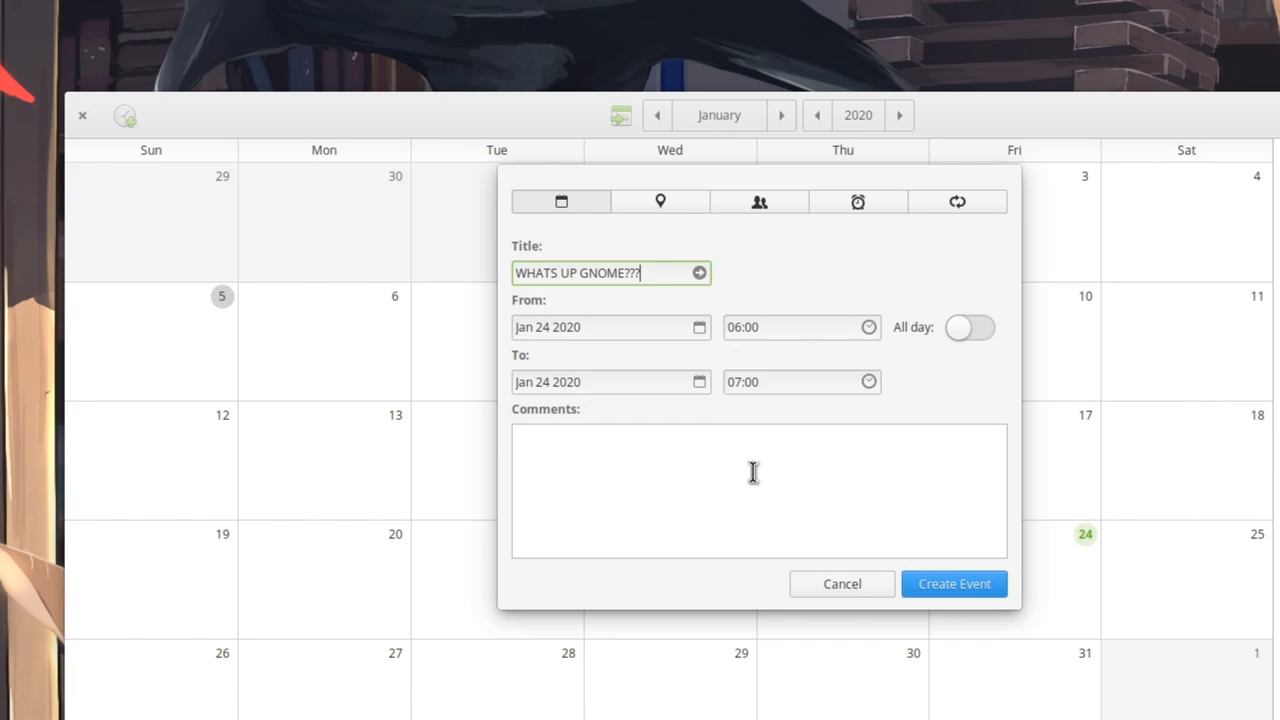 January
2020
Sun Mon Tue Wed Thu Fri Sat
29 30 3 4
Title:
WHATS UP GNOME???
From:
Jan 24 2020 06:00 All day:
To:
Jan 24 2020 07:00
Comments:
5 6 10 11
12 13 17 18
19 20 24 25
Cancel Create Event
26 27 28 29 30 31 1